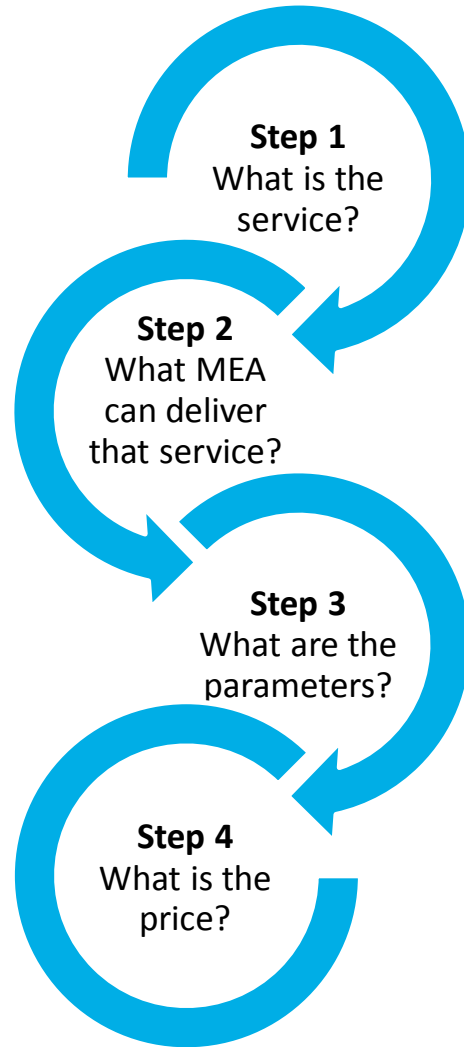 Step 1
What is the
service?
Step 2
What MEA
can deliver
that service?
Step 3
What are the
parameters?
Step 4
What is the
price?